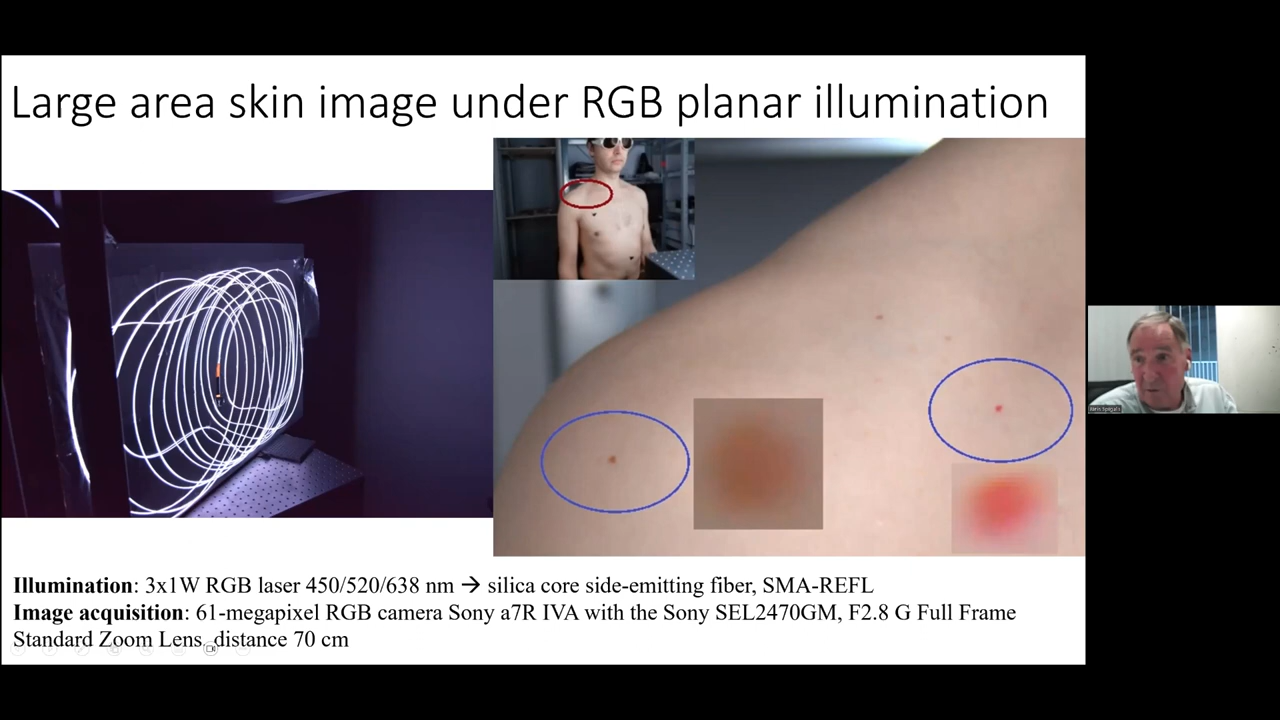 Large area skin image under RGB planar illumination
Illumination: 3x1W RGB laser 450/520/638 nm → silica core side-emitting fiber, SMA-REFL
Image acquisition: 61-megapixel RGB camera Sony a7R IVA with the Sony SEL2470GM, F2.8 G Full Frame
Standard Zoom Lens, distance 70 cm